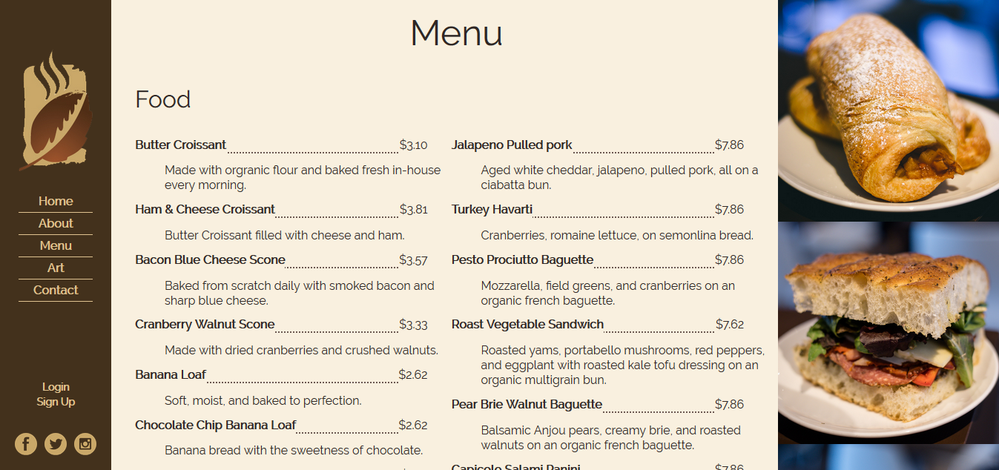 Menu
Home
About
Menu
Art
Contact
Login
Sign Up
Food
Butter Croissant $3.10
Made with orgranic flour and baked fresh in-house
every morning.
Ham & Cheese Croissant $3.81
Butter Croissant filled with cheese and ham.
Bacon Blue Cheese Scone $3.57
Baked from scratch daily with smoked bacon and
sharp blue cheese.
Cranberry Walnut Scone $3.33
Made with dried cranberries and crushed walnuts.
Banana Loaf $2.62
Soft, moist, and baked to perfection.
Chocolate Chip Banana Loaf $2.62
Banana bread with the sweetness of chocolate.
Jalapeno Pulled pork $7.86
Aged white cheddar, jalapeno, pulled pork, all on a
ciabatta bun.
Turkey Havarti $7.86
Cranberries, romaine lettuce, on semonlina bread.
Pesto Prociutto Baguette $7.86
Mozzarella, field greens, and cranberries on an
organic french baguette.
Roast Vegetable Sandwich $7.62
Roasted yams, portabello mushrooms, red peppers,
and eggplant with roasted kale tofu dressing on an
organic multigrain bun.
Pear Brie Walnut Baguette $7.86
Balsamic Anjou pears, creamy brie, and roasted
walnuts on an organic french baguette.
Capicolo Salami Panini $7.86